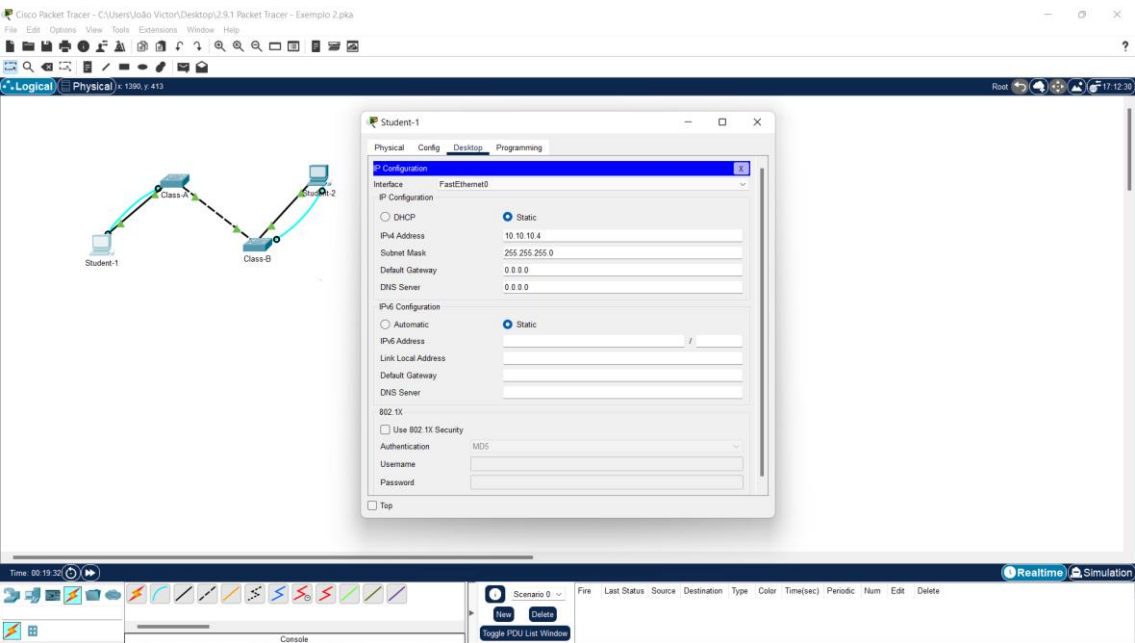 Cisco Packet Tracer - C:\Users\João Victor\Desktop\2.9.1 Packet Tracer - Exemplo 2.pka
File Edit Options View Tools Extensions Window Help
?
Logical Physical x: 1390, y: 413 Root 17:12:30
Student-1
Physical Config Desktop Programming
IP Configuration X
Interface FastEthernet0
IP Configuration
DHCP Static
IPv4 Address 10.10.10.4
Subnet Mask 255.255.255.0
Default Gateway 0.0.0.0
DNS Server 0.0.0.0
IPv6 Configuration
Automatic Static
IPv6 Address /
Link Local Address
Default Gateway
DNS Server
802.1X
Use 802.1X Security
Authentication MD5
Username
Password
Top
Class-A
Student-2
Class-B
Student-1
Time: 00:19:32 Realtime Simulation
Scenario 0 Fire Last Status Source Destination Type Color Time(sec) Periodic Num Edit Delete
New Delete
Toggle PDU List Window
Console